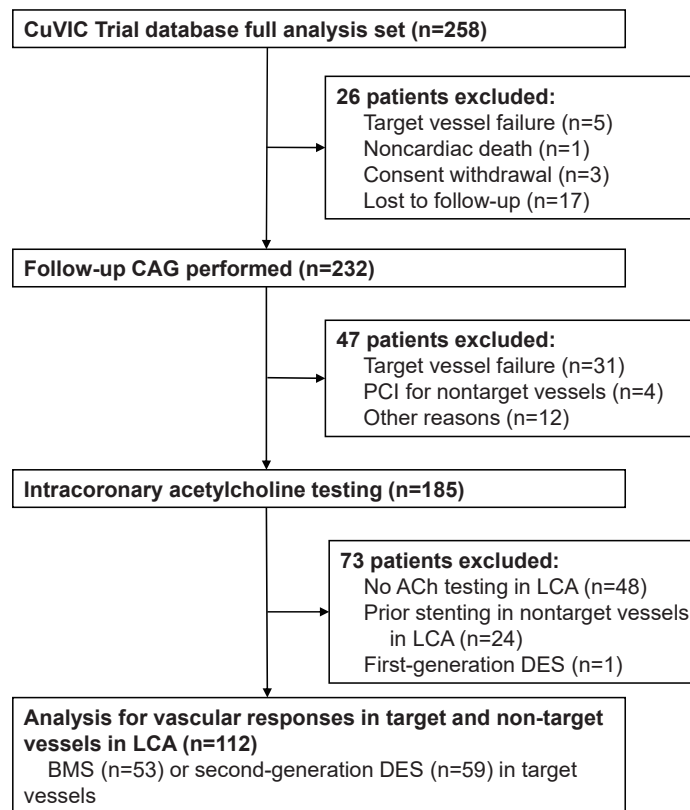 CuVIC Trial database full analysis set (n=258)
26 patients excluded:
Target vessel failure (n=5)
Noncardiac death (n=1)
Consent withdrawal (n=3)
Lost to follow-up (n=17)
Follow-up CAG performed (n=232)
47 patients excluded:
Target vessel failure (n=31)
PCI for nontarget vessels (n=4)
Other reasons (n=12)
Intracoronary acetylcholine testing (n=185)
73 patients excluded:
No ACh testing in LCA (n=48)
Prior stenting in nontarget vessels
in LCA (n=24)
First-generation DES (n=1)
Analysis for vascular responses in target and non-target
vessels in LCA (n=112)
BMS (n=53) or second-generation DES (n=59) in target
vessels